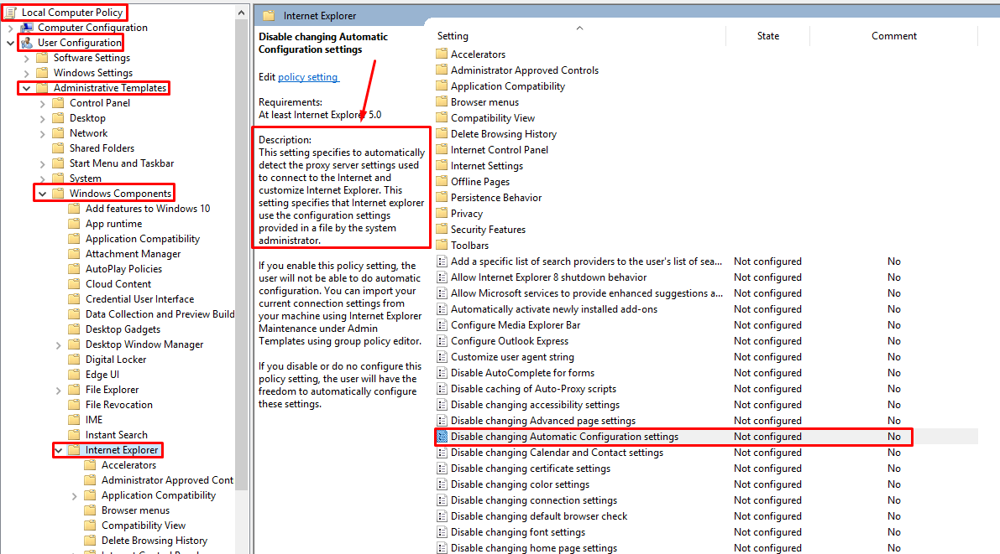 Local Computer Policy
Computer Configuration
User Configuration
Software Settings
Windows Settings
Administrative Templates
Control Panel
Desktop
Network
Shared Folders
Start Menu and Taskbar
System
Windows Components
Add features to Windows 10
App runtime
Application Compatibility
Attachment Manager
AutoPlay Policies
Cloud Content
Credential User Interface
Data Collection and Preview Build
Desktop Gadgets
Desktop Window Manager
Digital Locker
Edge UI
File Explorer
File Revocation
IME
Instant Search
Internet Explorer
Accelerators
Administrator Approved Cont
Application Compatibility
Browser menus
Compatibility View
Delete Browsing History
Internet Explorer
Disable changing Automatic
Configuration settings
Edit policy setting
Requirements:
At least Internet Explorer 5.0
Description:
This setting specifies to automatically
detect the proxy server settings used
to connect to the Internet and
customize Internet Explorer. This
setting specifies that Internet explorer
use the configuration settings
provided in a file by the system
administrator.
If you enable this policy setting, the
user will not be able to do automatic
configuration. You can import your
current connection settings from
your machine using Internet Explorer
Maintenance under Admin
Templates using group policy editor.
If you disable or do no configure this
policy setting, the user will have the
freedom to automatically configure
these settings.
Setting State Comment
Accelerators
Administrator Approved Controls
Application Compatibility
Browser menus
Compatibility View
Delete Browsing History
Internet Control Panel
Internet Settings
Offline Pages
Persistence Behavior
Privacy
Security Features
Toolbars
Add a specific list of search providers to the user's list of sea... Not configured No
Allow Internet Explorer 8 shutdown behavior Not configured No
Allow Microsoft services to provide enhanced suggestions a... Not configured No
Automatically activate newly installed add-ons Not configured No
Configure Media Explorer Bar Not configured No
Configure Outlook Express Not configured No
Customize user agent string Not configured No
Disable AutoComplete for forms Not configured No
Disable caching of Auto-Proxy scripts Not configured No
Disable changing accessibility settings Not configured No
Disable changing Advanced page settings Not configured No
Disable changing Automatic Configuration settings Not configured No
Disable changing Calendar and Contact settings Not configured No
Disable changing certificate settings Not configured No
Disable changing color settings Not configured No
Disable changing connection settings Not configured No
Disable changing default browser check Not configured No
Disable changing font settings Not configured No
Disable changing home page settings Not configured No